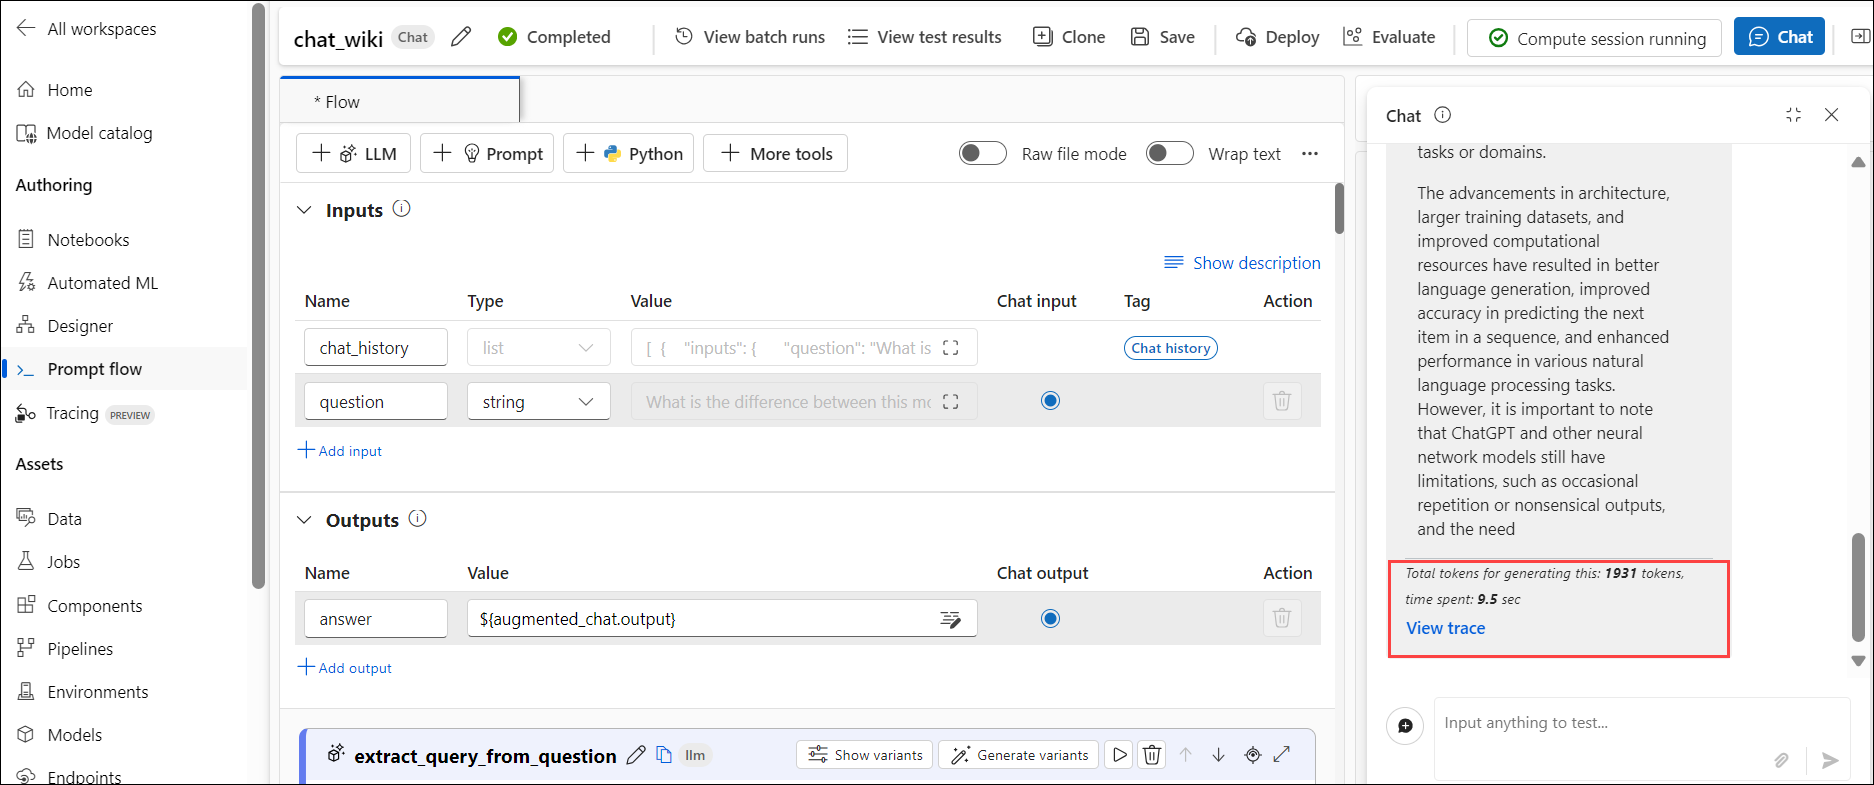 All workspaces
Home
Model catalog
Authoring
Notebooks
Automated ML
Designer
Prompt flow
Tracing PREVIEW
Assets
Data
Jobs
Components
Pipelines
Environments
Models
Endpoints
chat_wiki Chat Completed View batch runs View test results Clone Save Deploy Evaluate Compute session running Chat
* Flow
LLM Prompt Python More tools Raw file mode Wrap text ...
Inputs
Show description
Name Type Value Chat input Tag Action
chat_history list [ { "inputs": { "question": "What is Chat history
question string What is the difference between this mo
Add input
Outputs
Name Value Chat output Action
answer ${augmented_chat.output}
Add output
extract_query_from_question llm Show variants Generate variants
Chat
tasks or domains.
The advancements in architecture,
larger training datasets, and
improved computational
resources have resulted in better
language generation, improved
accuracy in predicting the next
item in a sequence, and enhanced
performance in various natural
language processing tasks.
However, it is important to note
that ChatGPT and other neural
network models still have
limitations, such as occasional
repetition or nonsensical outputs,
and the need
Total tokens for generating this: 1931 tokens,
time spent: 9.5 sec
View trace
Input anything to test...